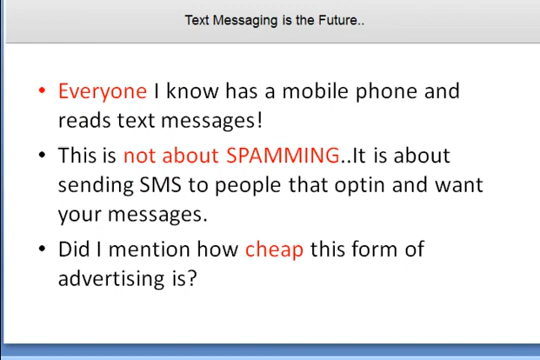 Text Messaging is the Future..
• Everyone I know has a mobile phone and
reads text messages!
• This is not about SPAMMING..It is about
sending SMS to people that optin and want
your messages.
• Did I mention how cheap this form of
advertising is?